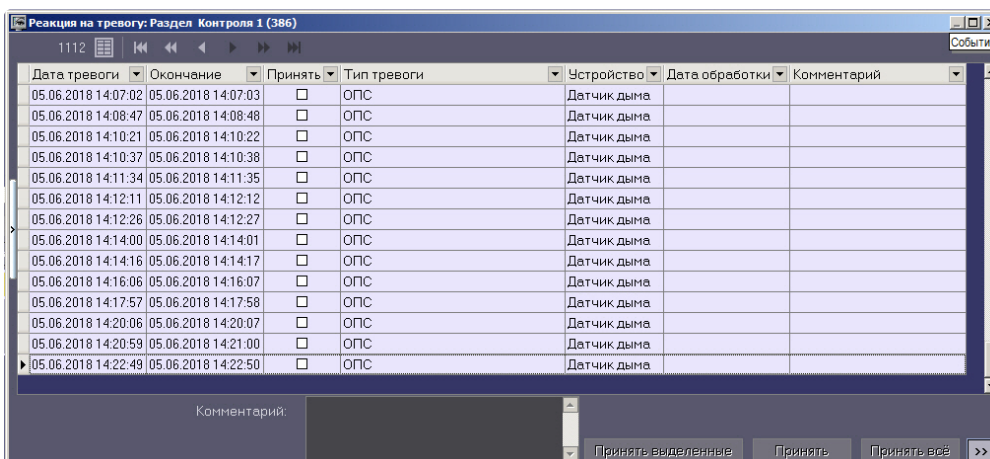 Реакция на тревогу: Раздел Контроля 1 (386)
1112
Событи
Дата тревоги Окончание Принять Тип тревоги Устройство Дата обработки Комментарий
05.06.2018 14:07:02 05.06.2018 14:07:03 ОПС Датчик дыма
05.06.2018 14:08:47 05.06.2018 14:08:48 ОПС Датчик дыма
05.06.2018 14:10:21 05.06.2018 14:10:22 ОПС Датчик дыма
05.06.2018 14:10:37 05.06.2018 14:10:38 ОПС Датчик дыма
05.06.2018 14:11:34 05.06.2018 14:11:35 ОПС Датчик дыма
05.06.2018 14:12:11 05.06.2018 14:12:12 ОПС Датчик дыма
05.06.2018 14:12:26 05.06.2018 14:12:27 ОПС Датчик дыма
05.06.2018 14:14:00 05.06.2018 14:14:01 ОПС Датчик дыма
05.06.2018 14:14:16 05.06.2018 14:14:17 ОПС Датчик дыма
05.06.2018 14:16:06 05.06.2018 14:16:07 ОПС Датчик дыма
05.06.2018 14:17:57 05.06.2018 14:17:58 ОПС Датчик дыма
05.06.2018 14:20:06 05.06.2018 14:20:07 ОПС Датчик дыма
05.06.2018 14:20:59 05.06.2018 14:21:00 ОПС Датчик дыма
05.06.2018 14:22:49 05.06.2018 14:22:50 ОПС Датчик дыма
Комментарий:
Принять выделенные Принять Принять всё >>